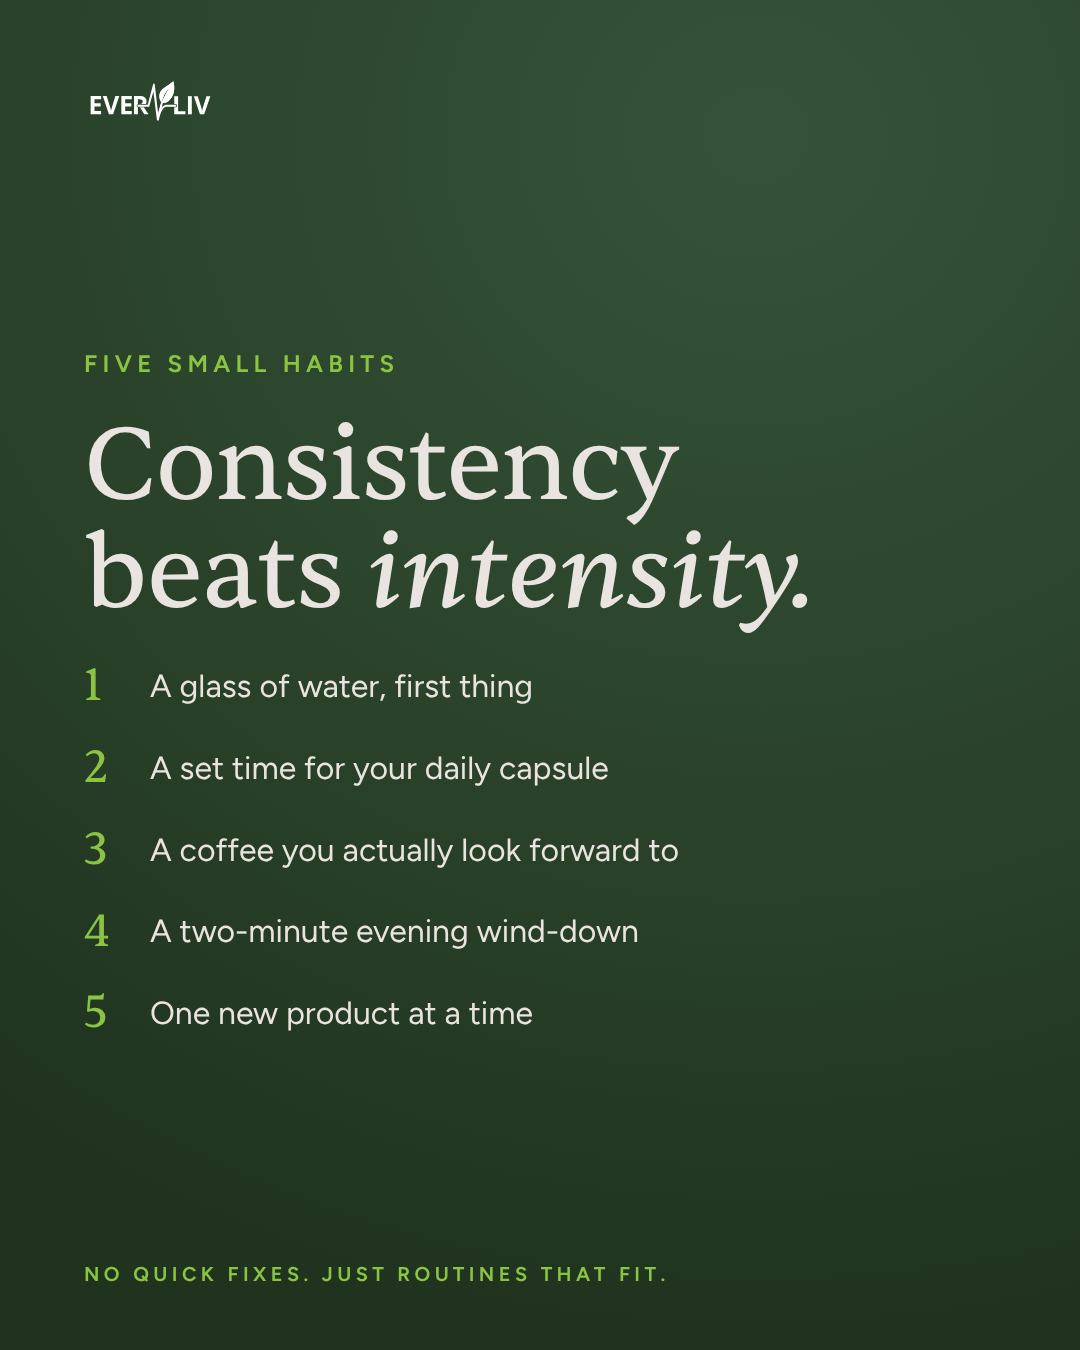 EVERLIV
FIVE SMALL HABITS
Consistency
beats intensity.
1 A glass of water, first thing
2 A set time for your daily capsule
3 A coffee you actually look forward to
4 A two-minute evening wind-down
5 One new product at a time
NO QUICK FIXES. JUST ROUTINES THAT FIT.